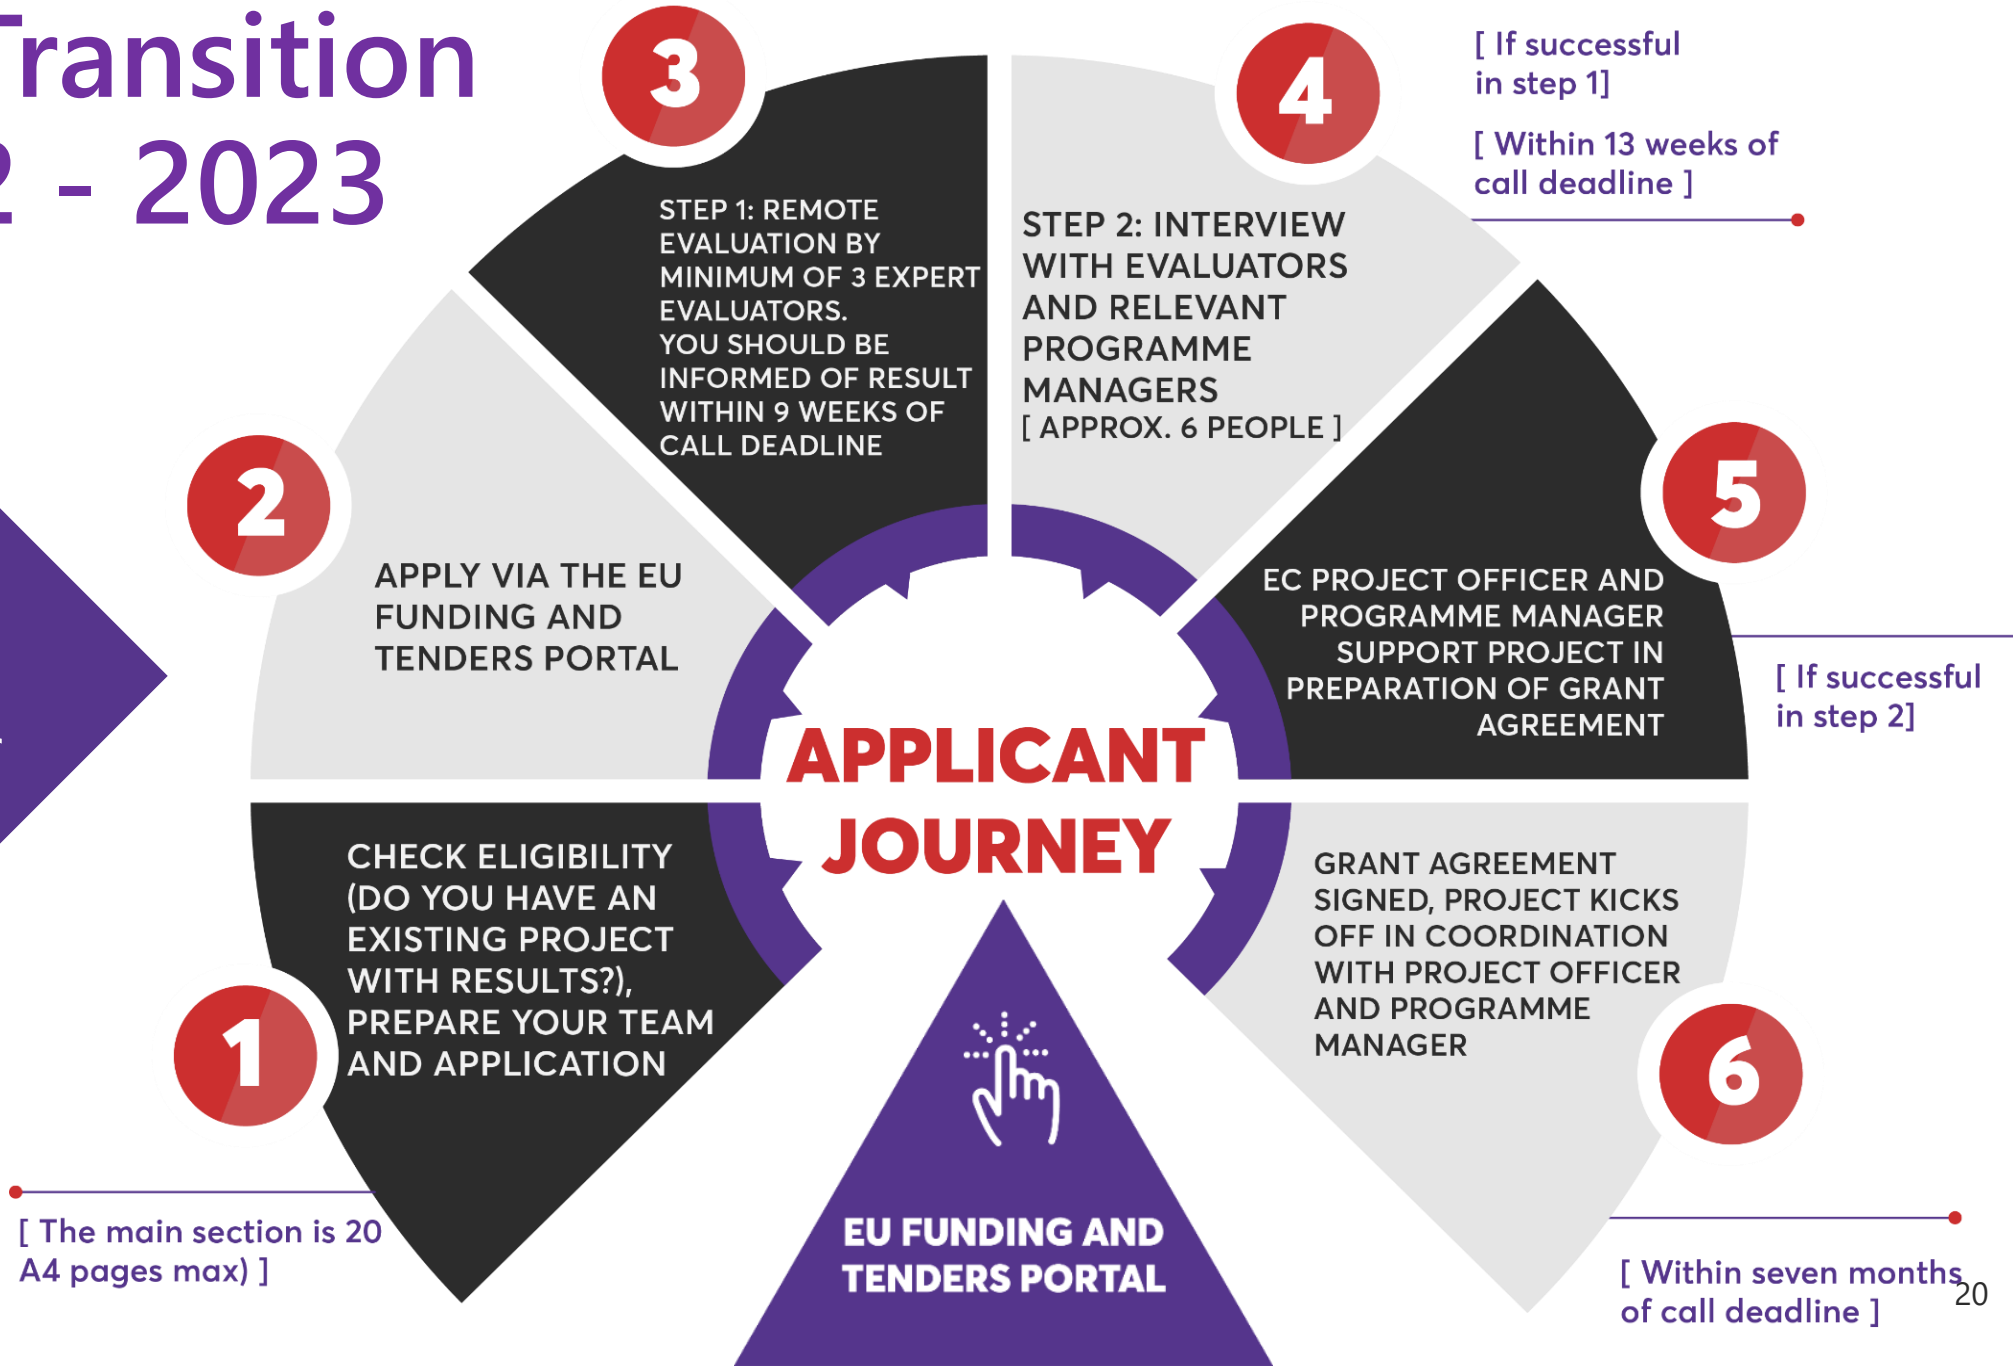 Transition
2 - 2023
1
CHECK ELIGIBILITY
(DO YOU HAVE AN
EXISTING PROJECT
WITH RESULTS?),
PREPARE YOUR TEAM
AND APPLICATION
[ The main section is 20
A4 pages max) ]
2
APPLY VIA THE EU
FUNDING AND
TENDERS PORTAL
3
STEP 1: REMOTE
EVALUATION BY
MINIMUM OF 3 EXPERT
EVALUATORS.
YOU SHOULD BE
INFORMED OF RESULT
WITHIN 9 WEEKS OF
CALL DEADLINE
4
STEP 2: INTERVIEW
WITH EVALUATORS
AND RELEVANT
PROGRAMME
MANAGERS
[ APPROX. 6 PEOPLE ]
[ If successful
in step 1]
[ Within 13 weeks of
call deadline ]
5
EC PROJECT OFFICER AND
PROGRAMME MANAGER
SUPPORT PROJECT IN
PREPARATION OF GRANT
AGREEMENT
[ If successful
in step 2]
6
GRANT AGREEMENT
SIGNED, PROJECT KICKS
OFF IN COORDINATION
WITH PROJECT OFFICER
AND PROGRAMME
MANAGER
[ Within seven months
of call deadline ]
APPLICANT
JOURNEY
EU FUNDING AND
TENDERS PORTAL
20